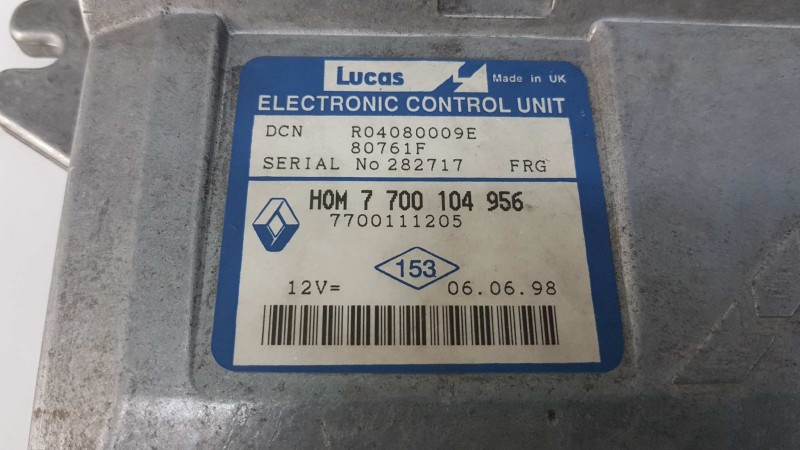 Lucas Made in UK
ELECTRONIC CONTROL UNIT
DCN R04080009E
80761F
SERIAL No 282717 FRG
HOM 7 700 104 956
7700111205
153
12V= 06.06.98